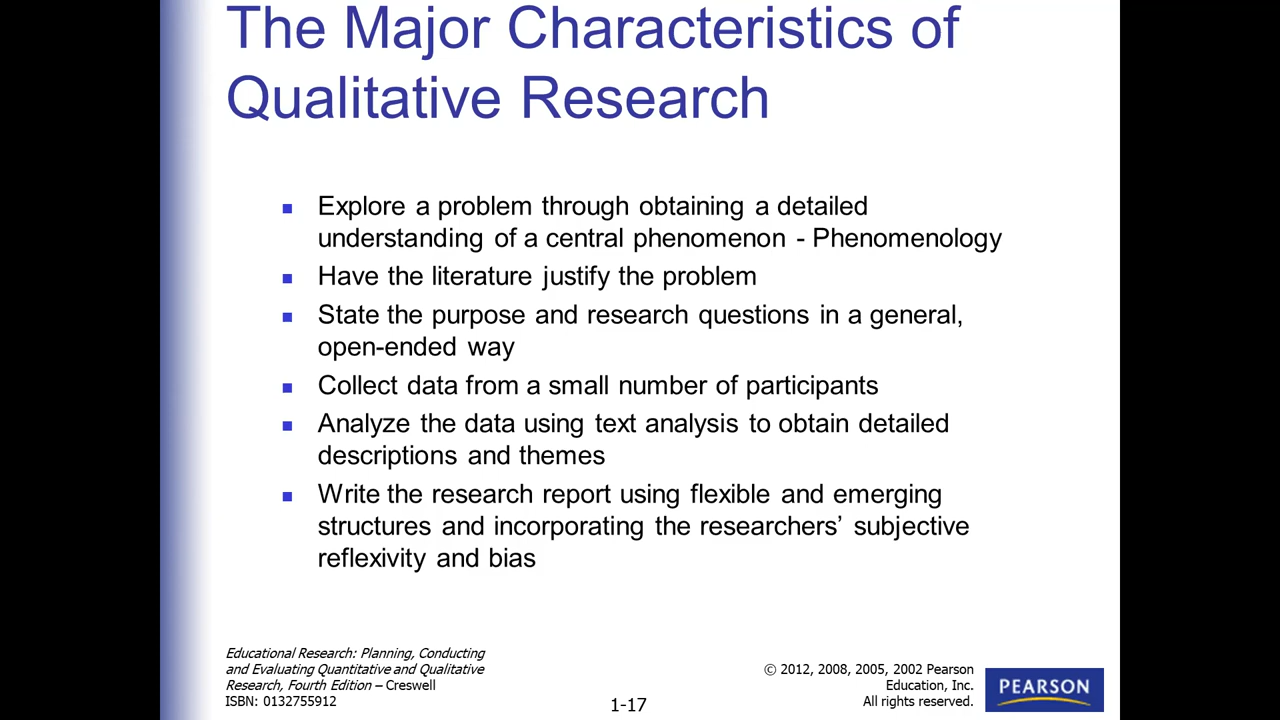 The Major Characteristics of
Qualitative Research
Explore a problem through obtaining a detailed
understanding of a central phenomenon - Phenomenology
Have the literature justify the problem
State the purpose and research questions in a general,
open-ended way
Collect data from a small number of participants
Analyze the data using text analysis to obtain detailed
descriptions and themes
Write the research report using flexible and emerging
structures and incorporating the researchers’ subjective
reflexivity and bias
Educational Research: Planning, Conducting
and Evaluating Quantitative and Qualitative
Research, Fourth Edition – Creswell
ISBN: 0132755912
1-17
© 2012, 2008, 2005, 2002 Pearson
Education, Inc.
All rights reserved.
PEARSON